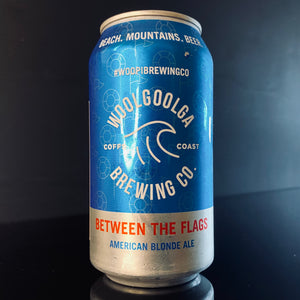 BEACH. MOUNTAINS. BEER.
#WOOPIBREWINGCO
WOOLGOOLGA
COFFS COAST
BREWING CO.
BETWEEN THE FLAGS
AMERICAN BLONDE ALE